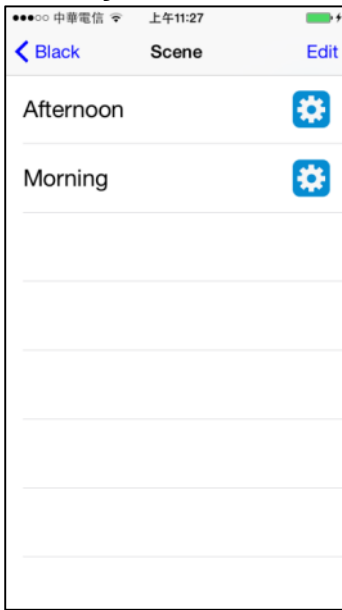 中華電信 上午11:27
Black Scene Edit
Afternoon
Morning